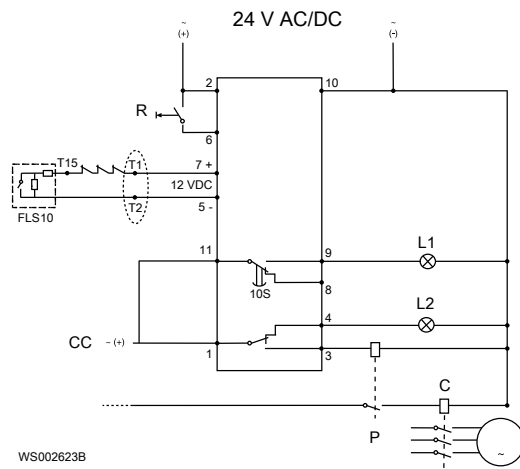 24 V AC/DC
~
(+)
~
(-)
2
10
R
6
T15
T1
7 +
12 VDC
T2
5 -
FLS10
11
9
L1
10S
8
4
L2
CC
~ (+)
1
3
C
P
~
WS002623B